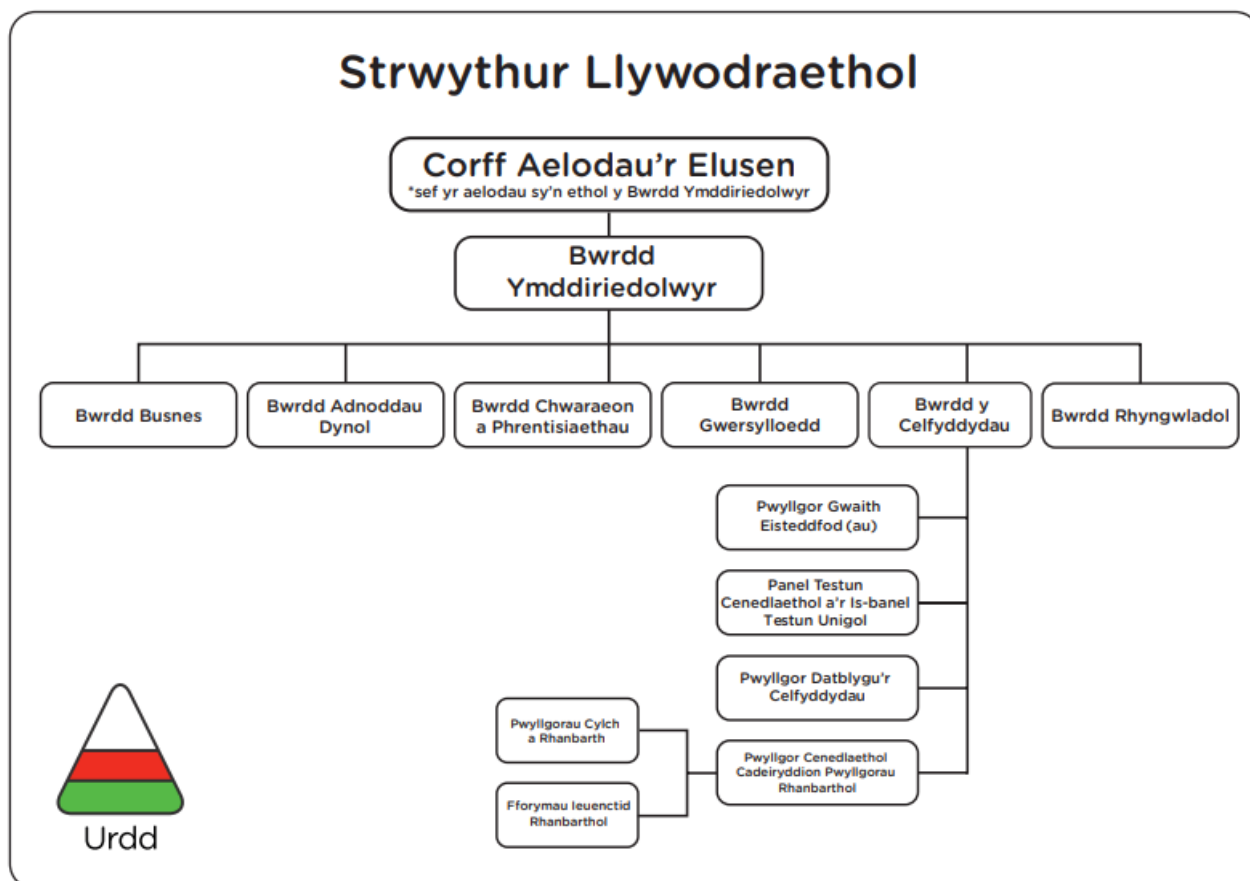 Strwythur Llywodraethol
Corff Aelodau'r Elusen
*sef yr aelodau sy'n ethol y Bwrdd Ymddiriedolwyr
Bwrdd
Ymddiriedolwyr
Bwrdd Busnes
Bwrdd Adnoddau
Dynol
Bwrdd Chwaraeon
a Phrentisiaethau
Bwrdd
Gwersylloedd
Bwrdd y
Celfyddydau
Bwrdd Rhyngwladol
Pwyllgor Gwaith
Eisteddfod (au)
Panel Testun
Cenedlaethol a'r Is-banel
Testun Unigol
Pwyllgor Datblygu'r
Celfyddydau
Pwyllgor Cenedlaethol
Cadeiryddion Pwyllgorau
Rhanbarthol
Pwyllgorau Cylch
a Rhanbarth
Fforymau Ieuenctid
Rhanbarthol
Urdd